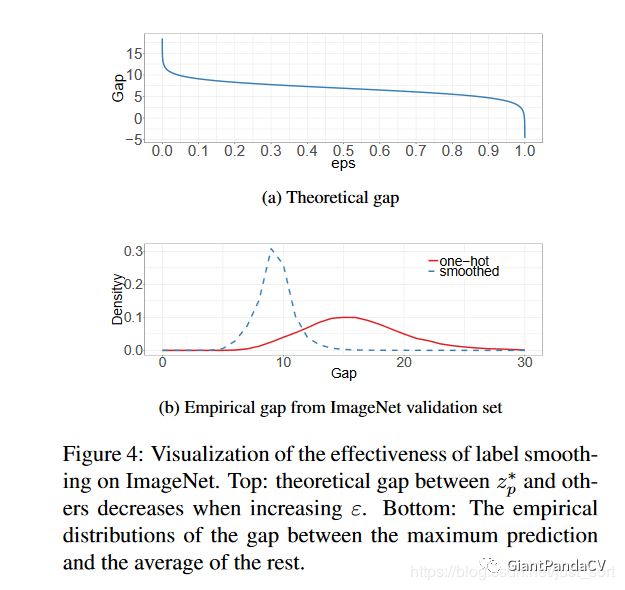 15
10
5
0
−5
Gap
0.0 0.1 0.2 0.3 0.4 0.5 0.6 0.7 0.8 0.9 1.0
eps
(a) Theoretical gap
0.3
0.2
0.1
0.0
Densityy
one−hot
smoothed
0 10 20 30
Gap
(b) Empirical gap from ImageNet validation set
Figure 4: Visualization of the effectiveness of label smooth-
ing on ImageNet. Top: theoretical gap between z*p and oth-
ers decreases when increasing ε. Bottom: The empirical
distributions of the gap between the maximum prediction
and the average of the rest.
GiantPandaCV